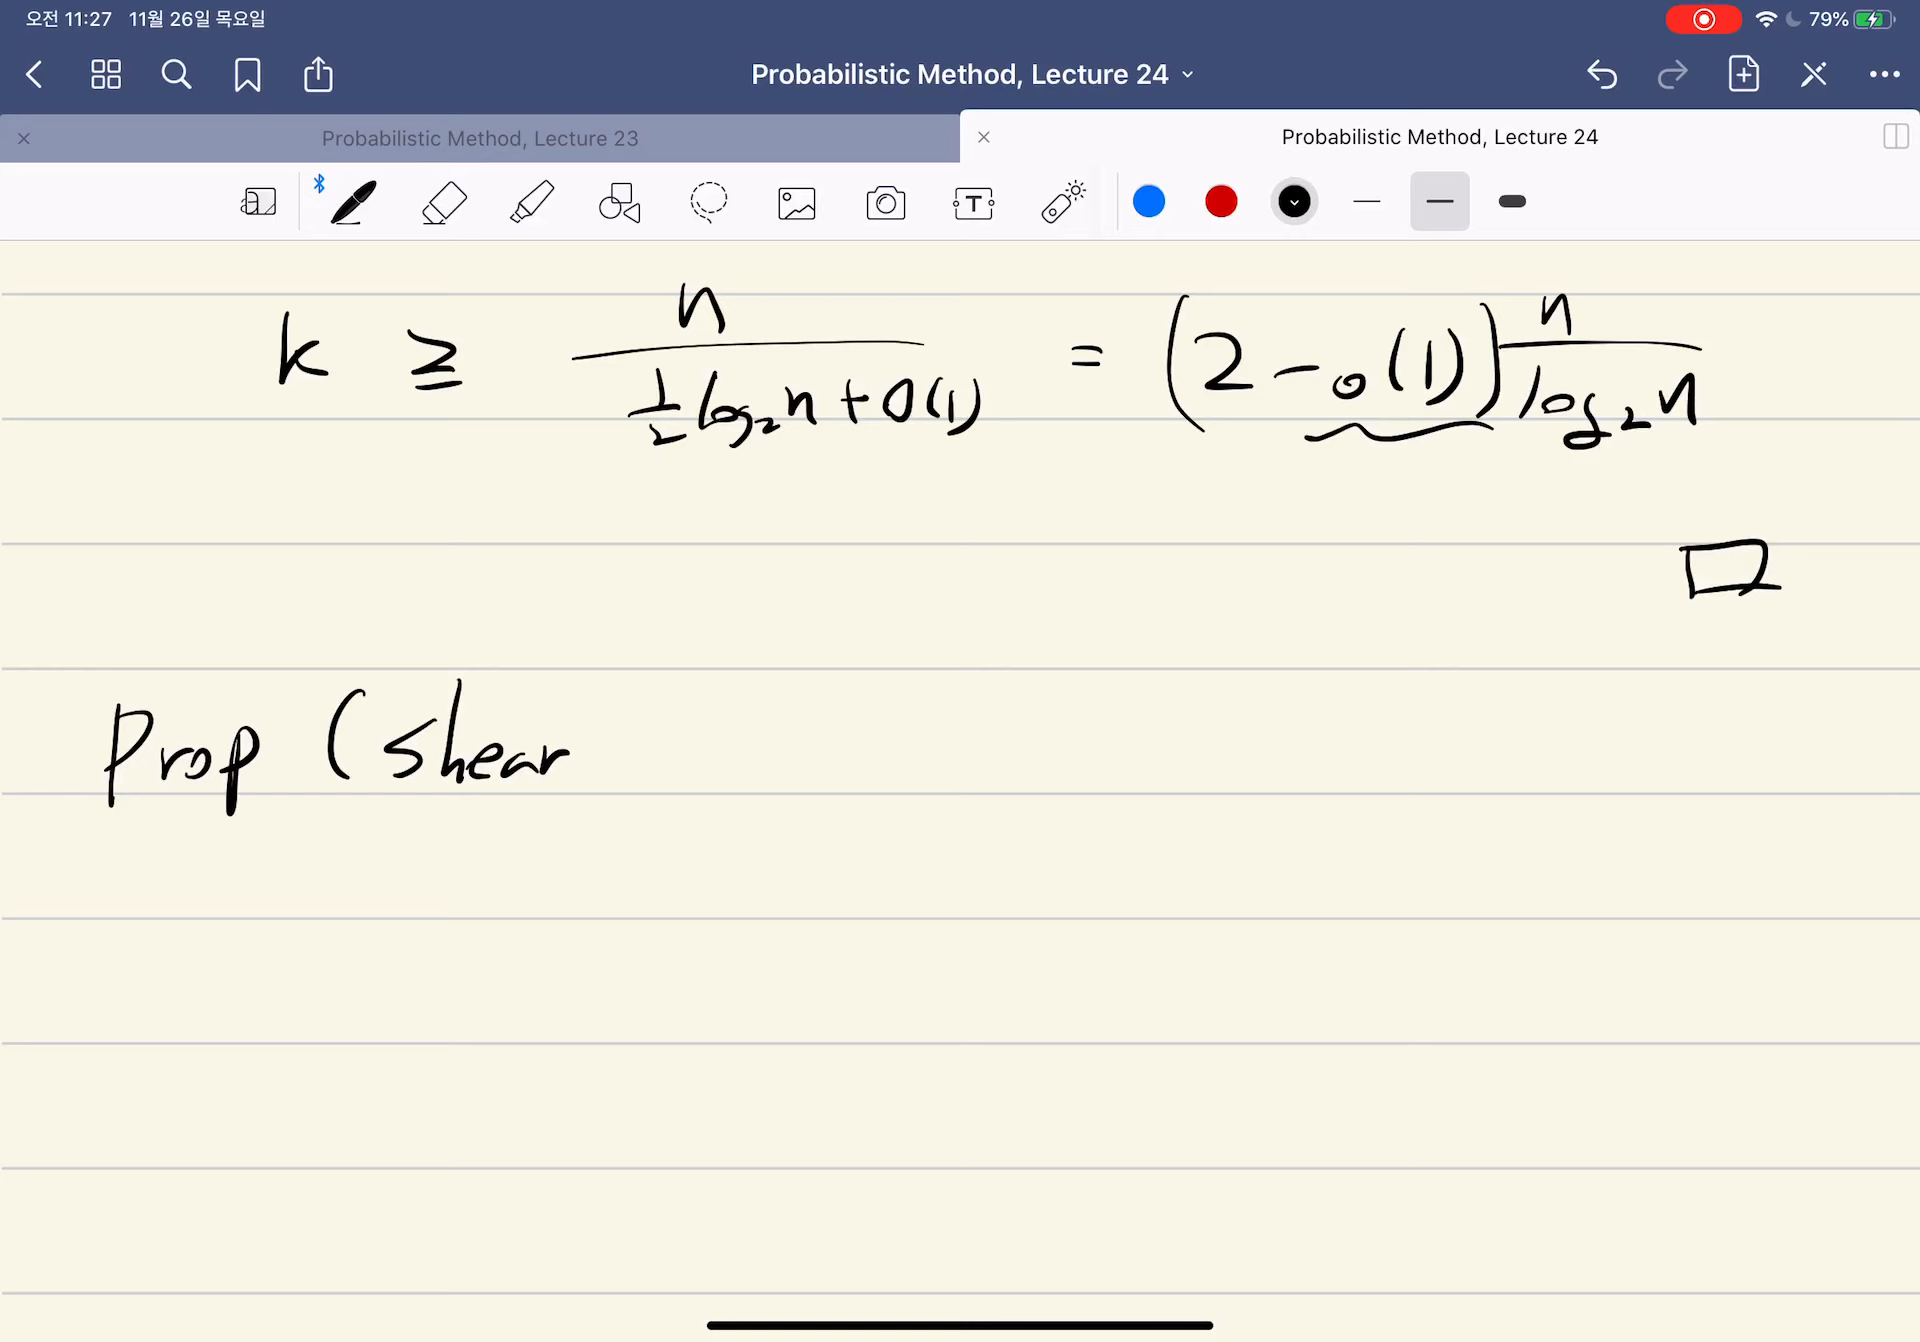 오전 11:27 11월 26일 목요일 79%
Probabilistic Method, Lecture 24
Probabilistic Method, Lecture 23
Probabilistic Method, Lecture 24
k ≥ n / (1/2 log₂ n + O(1)) = (2 - o(1)) n / log₂ n
□
Prop (shear